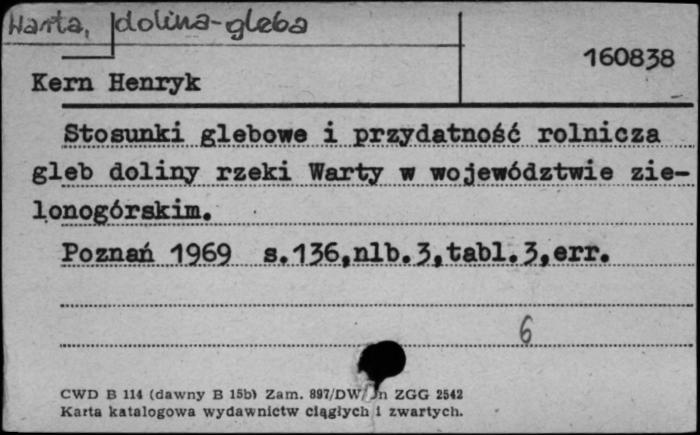 Warta, dolina-gleba
160838
Kern Henryk
Stosunki glebowe i przydatność rolnicza
gleb doliny rzeki Warty w województwie zie-
lonogórskim.
Poznań 1969 s.136,nlb.3,tabl.3,err.
6
CWD B 114 (dawny B 15b) Zam. 897/DW ZGG 2542
Karta katalogowa wydawnictw ciągłych i zwartych.